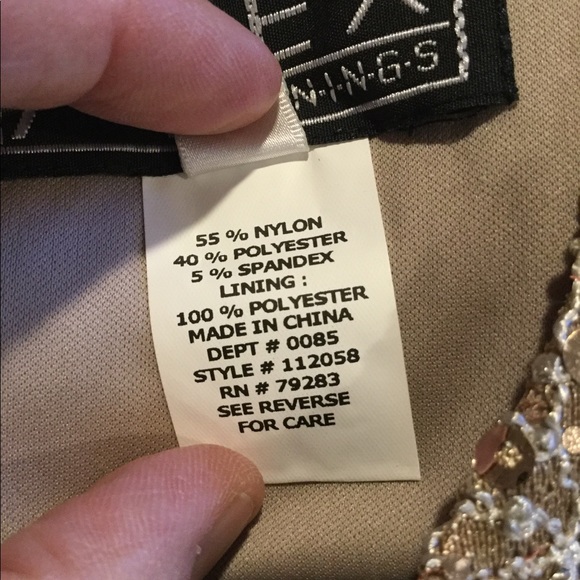 E X
N·I·N·G·S
55 % NYLON
40 % POLYESTER
5 % SPANDEX
LINING :
100 % POLYESTER
MADE IN CHINA
DEPT # 0085
STYLE # 112058
RN # 79283
SEE REVERSE
FOR CARE